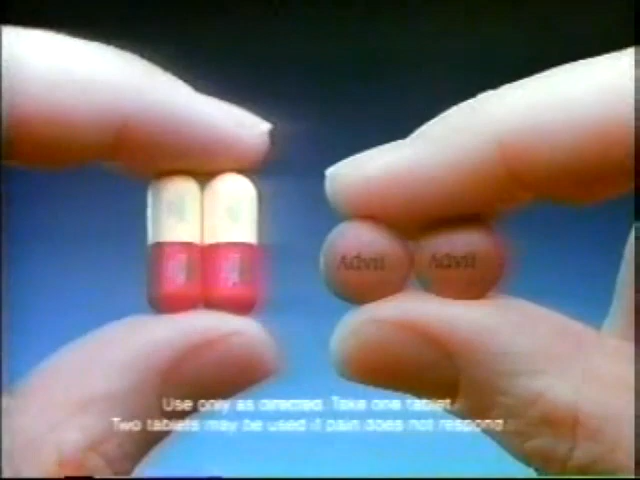 Advil Advil
Use only as directed. Take one tablet.
Two tablets may be used if pain does not respond